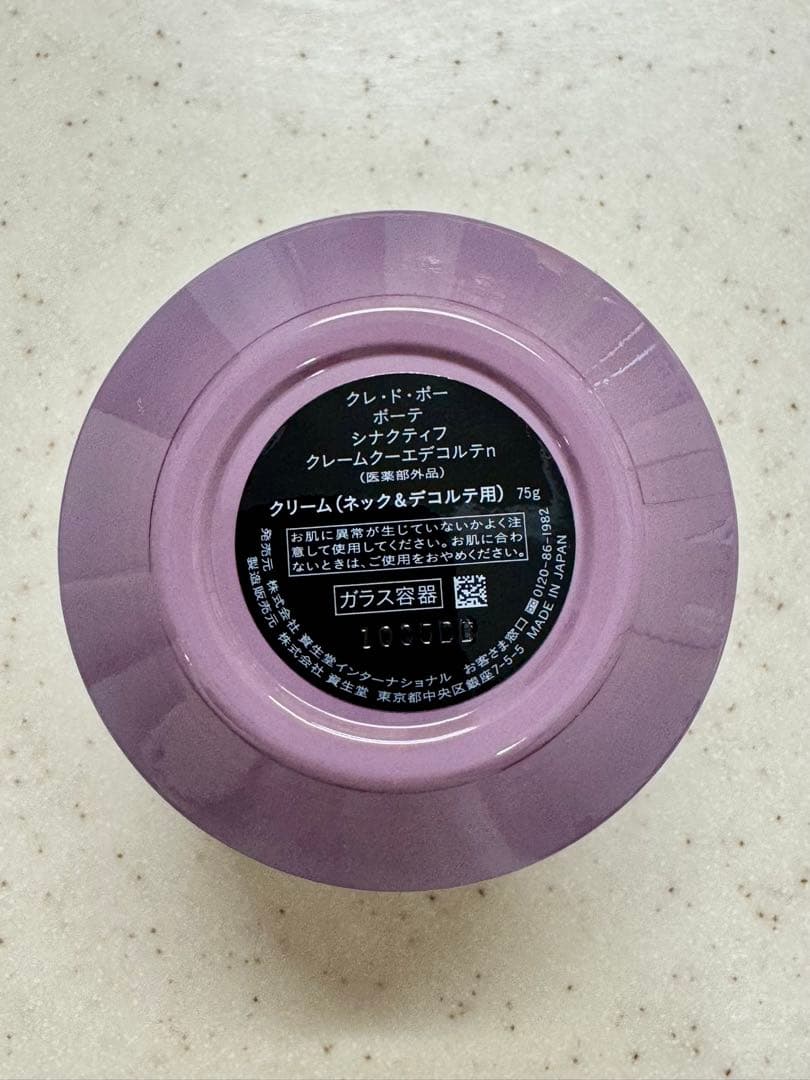 クレ・ド・ポー
ボーテ
シナクティフ
クレームクーエデコルテn
(医薬部外品)
クリーム(ネック&デコルテ用) 75g
お肌に異常が生じていないかよく注
意して使用してください。お肌に合わ
ないときは、ご使用をおやめください。
ガラス容器
発売元 株式会社 資生堂インターナショナル お客さま窓口 0120-86-1982
製造販売元 株式会社 資生堂 東京都中央区銀座7-5-5 MADE IN JAPAN